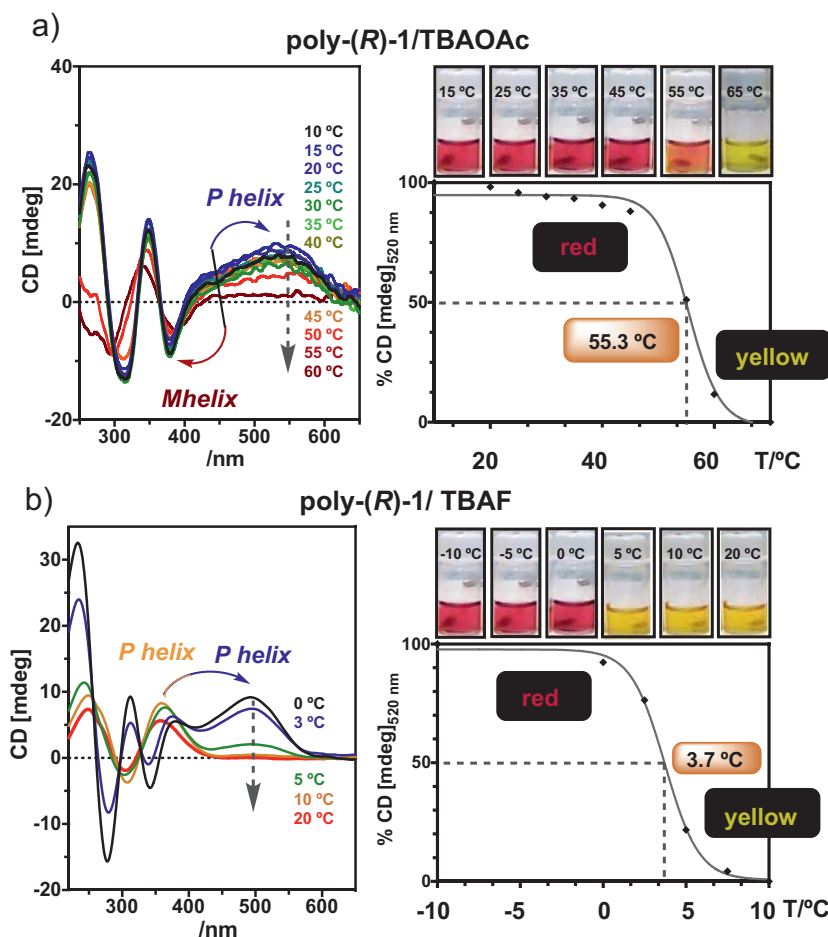 a)
poly-(R)-1/TBAOAc
40
20
0
-20
CD [mdeg]
10 ºC
15 ºC
20 ºC
25 ºC
30 ºC
35 ºC
40 ºC
P helix
45 ºC
50 ºC
55 ºC
60 ºC
Mhelix
300 400 500 600
/nm
15 ºC 25 ºC 35 ºC 45 ºC 55 ºC 65 ºC
100
50
0
% CD [mdeg]520 nm
red
55.3 ºC
yellow
20 40 60 T/ºC
b)
poly-(R)-1/ TBAF
30
20
10
0
-10
-20
CD [mdeg]
P helix P helix
0 ºC
3 ºC
5 ºC
10 ºC
20 ºC
300 400 500 600
/nm
-10 ºC -5 ºC 0 ºC 5 ºC 10 ºC 20 ºC
100
50
0
% CD [mdeg]520 nm
red
3.7 ºC
yellow
-10 -5 0 5 10 T/ºC